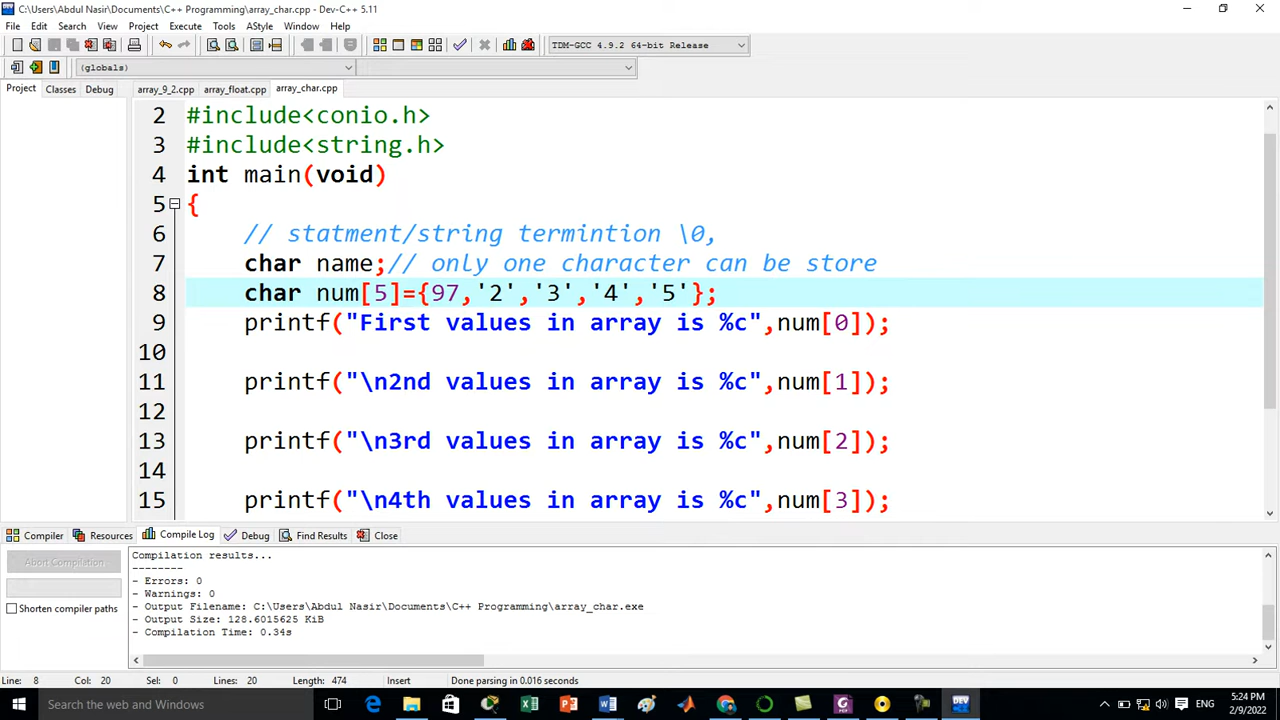 C:\Users\Abdul Nasir\Documents\C++ Programming\array_char.cpp - Dev-C++ 5.11
File Edit Search View Project Execute Tools AStyle Window Help
TDM-GCC 4.9.2 64-bit Release
(globals)
Project Classes Debug array_9_2.cpp array_float.cpp array_char.cpp
2 #include<conio.h>
3 #include<string.h>
4 int main(void)
5 {
6 // statment/string termintion \0,
7 char name;// only one character can be store
8 char num[5]={97,'2','3','4','5'};
9 printf("First values in array is %c",num[0]);
10
11 printf("\n2nd values in array is %c",num[1]);
12
13 printf("\n3rd values in array is %c",num[2]);
14
15 printf("\n4th values in array is %c",num[3]);
Compiler Resources Compile Log Debug Find Results Close
Abort Compilation
Shorten compiler paths
Compilation results...
--------
- Errors: 0
- Warnings: 0
- Output Filename: C:\Users\Abdul Nasir\Documents\C++ Programming\array_char.exe
- Output Size: 128.6015625 KiB
- Compilation Time: 0.34s
Line: 8 Col: 20 Sel: 0 Lines: 20 Length: 474 Insert Done parsing in 0.016 seconds
Search the web and Windows
ENG
5:24 PM
2/9/2022